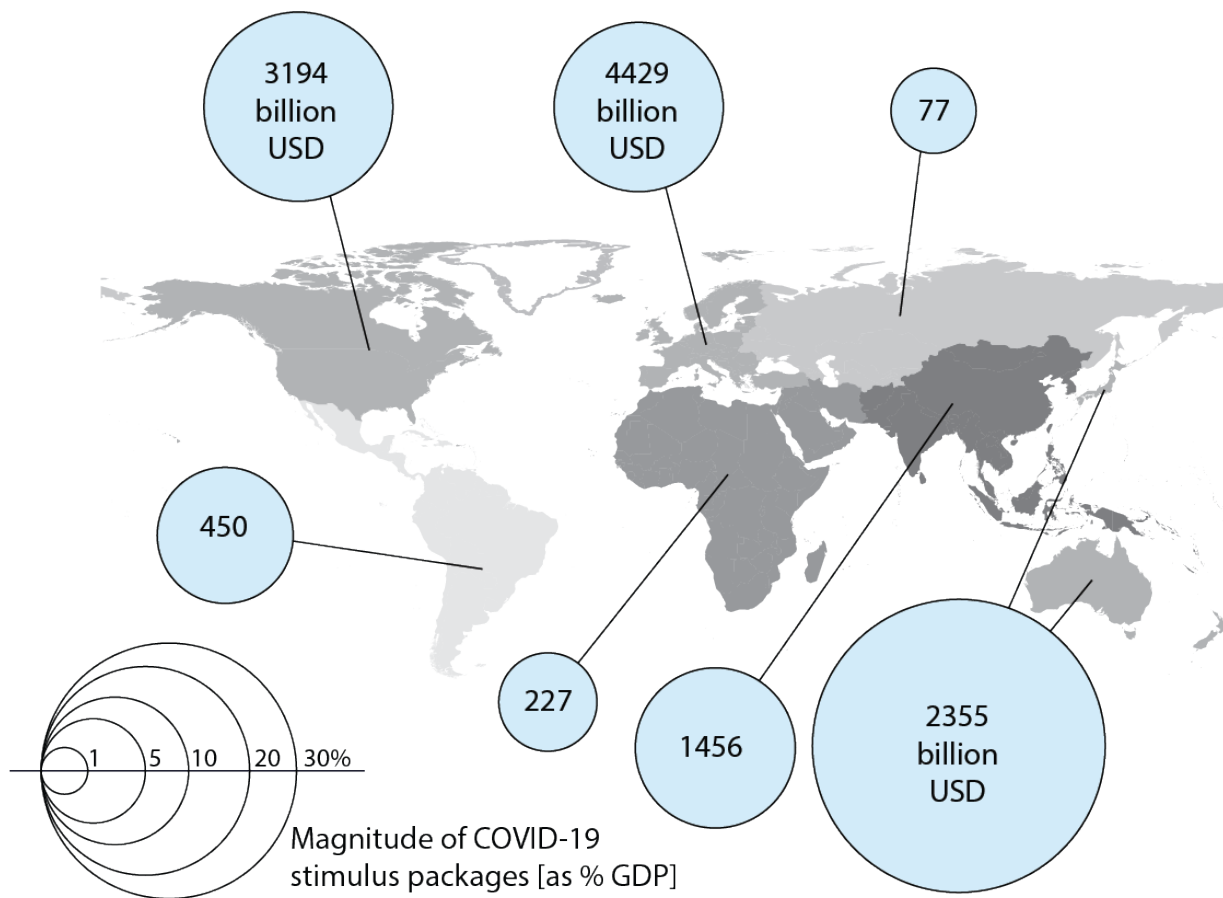 3194
billion
USD
4429
billion
USD
77
450
227
1456
2355
billion
USD
1 5 10 20 30%
Magnitude of COVID-19
stimulus packages [as % GDP]